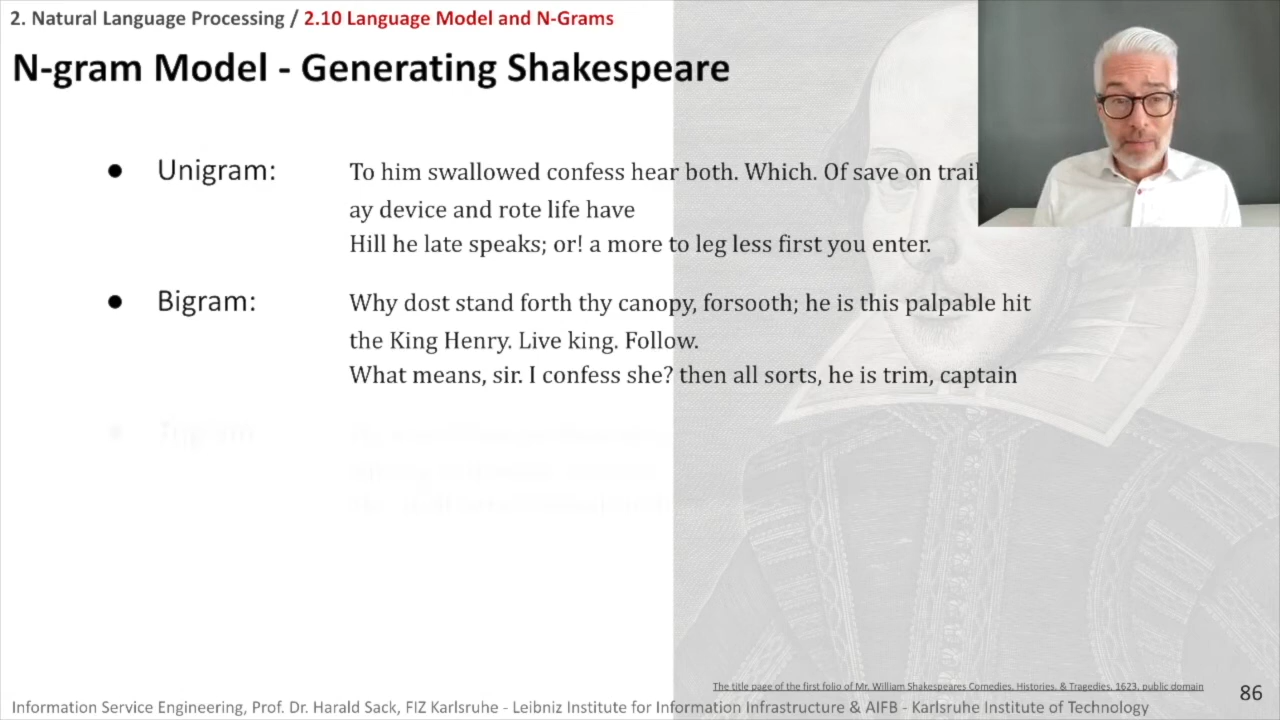 2. Natural Language Processing / 2.10 Language Model and N-Grams
N-gram Model - Generating Shakespeare
● Unigram: To him swallowed confess hear both. Which. Of save on trail
ay device and rote life have
Hill he late speaks; or! a more to leg less first you enter.
● Bigram: Why dost stand forth thy canopy, forsooth; he is this palpable hit
the King Henry. Live king. Follow.
What means, sir. I confess she? then all sorts, he is trim, captain
The title page of the first folio of Mr. William Shakespeares Comedies, Histories, & Tragedies, 1623, public domain
Information Service Engineering, Prof. Dr. Harald Sack, FIZ Karlsruhe - Leibniz Institute for Information Infrastructure & AIFB - Karlsruhe Institute of Technology
86